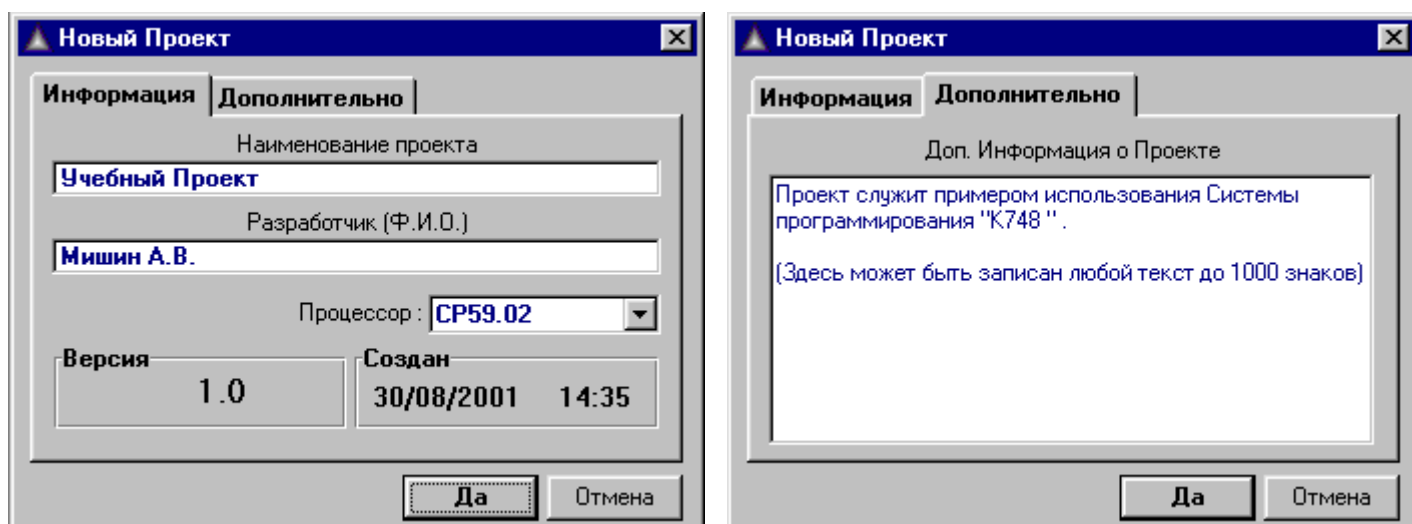 Новый Проект
Информация Дополнительно
Наименование проекта
Учебный Проект
Разработчик (Ф.И.О.)
Мишин А.В.
Процессор : СР59.02
Версия
1.0
Создан
30/08/2001 14:35
Да Отмена
Новый Проект
Информация Дополнительно
Доп. Информация о Проекте
Проект служит примером использования Системы
программирования "К748 " .
(Здесь может быть записан любой текст до 1000 знаков)
Да Отмена